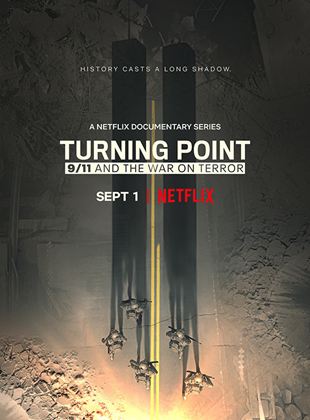 HISTORY CASTS A LONG SHADOW.
A NETFLIX DOCUMENTARY SERIES
TURNING POINT
9/11 AND THE WAR ON TERROR
SEPT 1 | NETFLIX